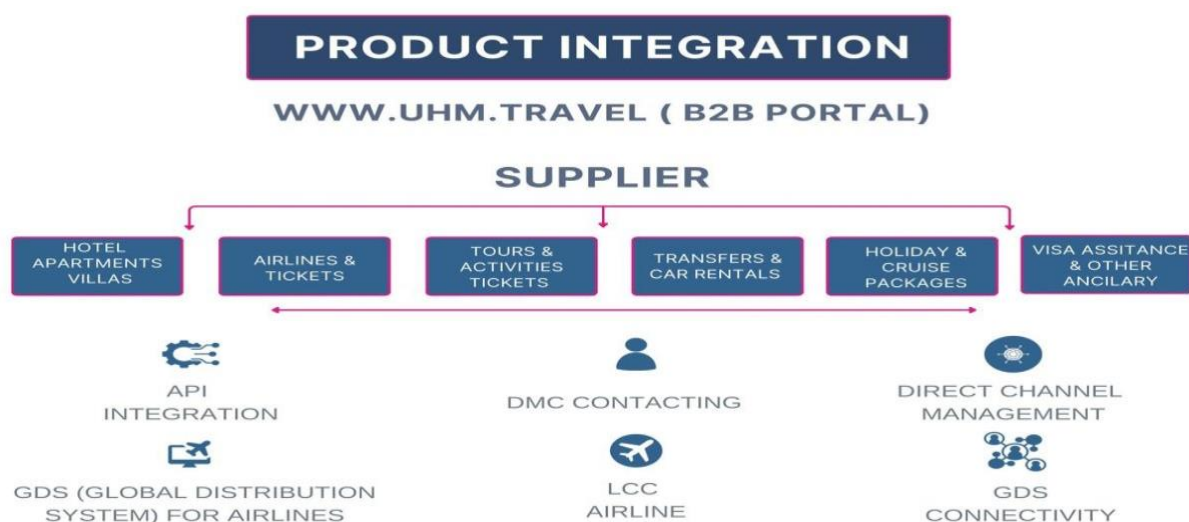 PRODUCT INTEGRATION
WWW.UHM.TRAVEL ( B2B PORTAL)
SUPPLIER
HOTEL
APARTMENTS
VILLAS
AIRLINES &
TICKETS
TOURS &
ACTIVITIES
TICKETS
TRANSFERS &
CAR RENTALS
HOLIDAY &
CRUISE
PACKAGES
VISA ASSITANCE
& OTHER
ANCILARY
API
INTEGRATION
DMC CONTACTING
DIRECT CHANNEL
MANAGEMENT
GDS (GLOBAL DISTRIBUTION
SYSTEM) FOR AIRLINES
LCC
AIRLINE
GDS
CONNECTIVITY